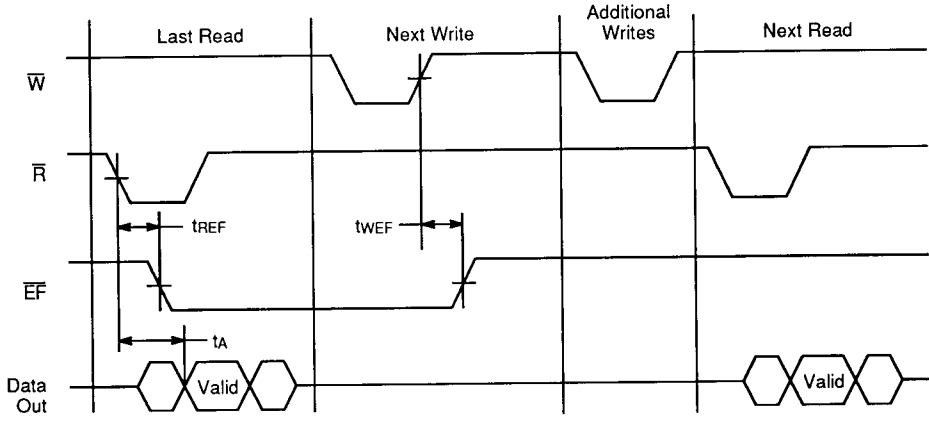 Last Read
Next Write
Additional
Writes
Next Read
W
R
tREF
tWEF
EF
tA
Data
Out
Valid
Valid